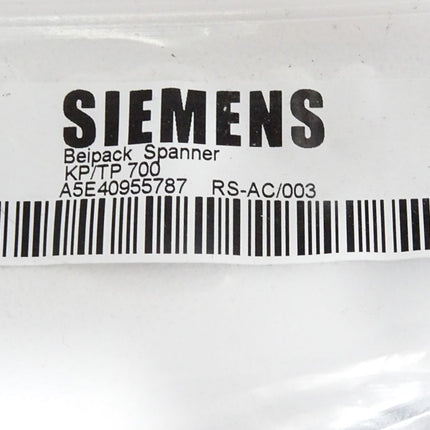 SIEMENS
Beipack Spanner
KP/TP 700
A5E40955787 RS-AC/003